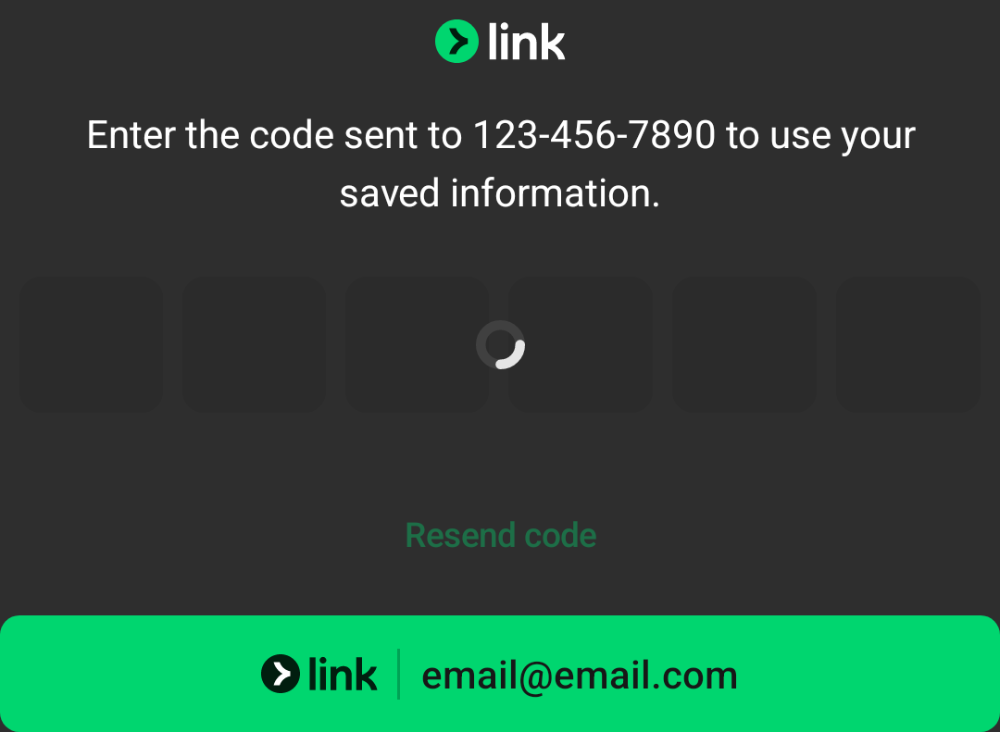 link
Enter the code sent to 123-456-7890 to use your
saved information.
Resend code
link | email@email.com